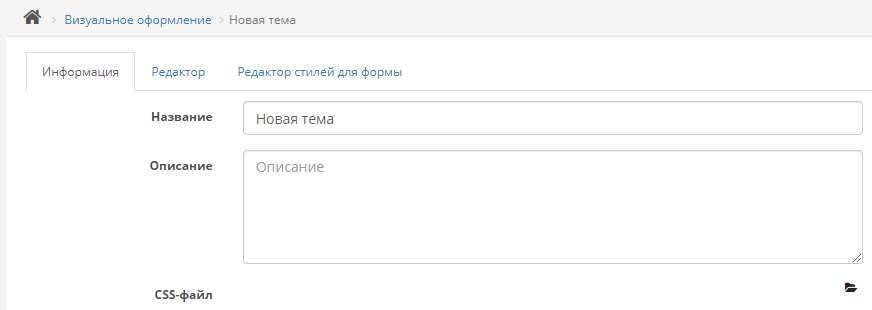 Визуальное оформление Новая тема
Информация Редактор Редактор стилей для формы
Название Новая тема
Описание Описание
CSS-файл